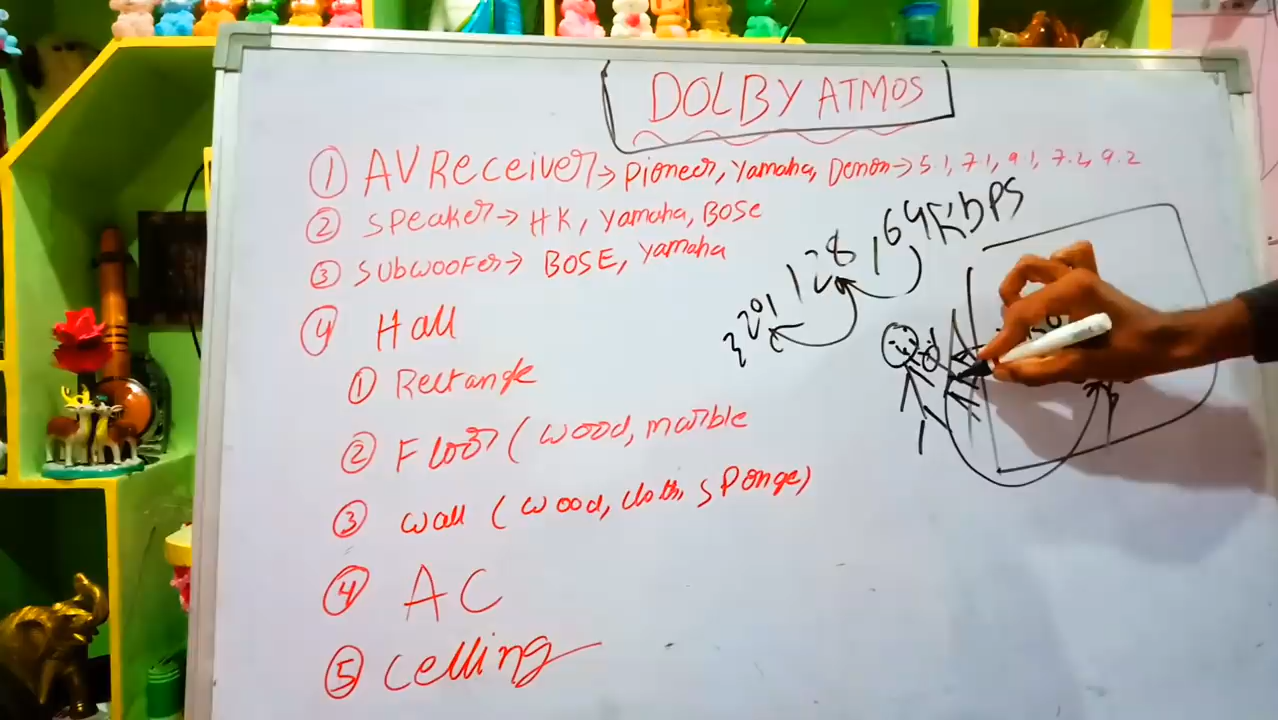 DOLBY ATMOS
① AV Receiver → Pioneer, Yamaha, Denon → 5.1, 7.1, 9.1, 7.2, 9.2
② Speaker → HK, Yamaha, BOSE
③ Subwoofer → BOSE, Yamaha
64Kbps
128
320
④ Hall
① Rectangle
② Floor (wood, marble
③ wall (wood, cloth, sponge)
④ AC
⑤ Celling